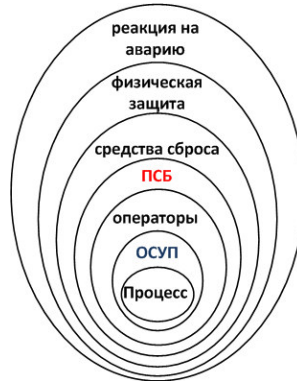 реакция на
аварию
физическая
защита
средства сброса
ПСБ
операторы
ОСУП
Процесс